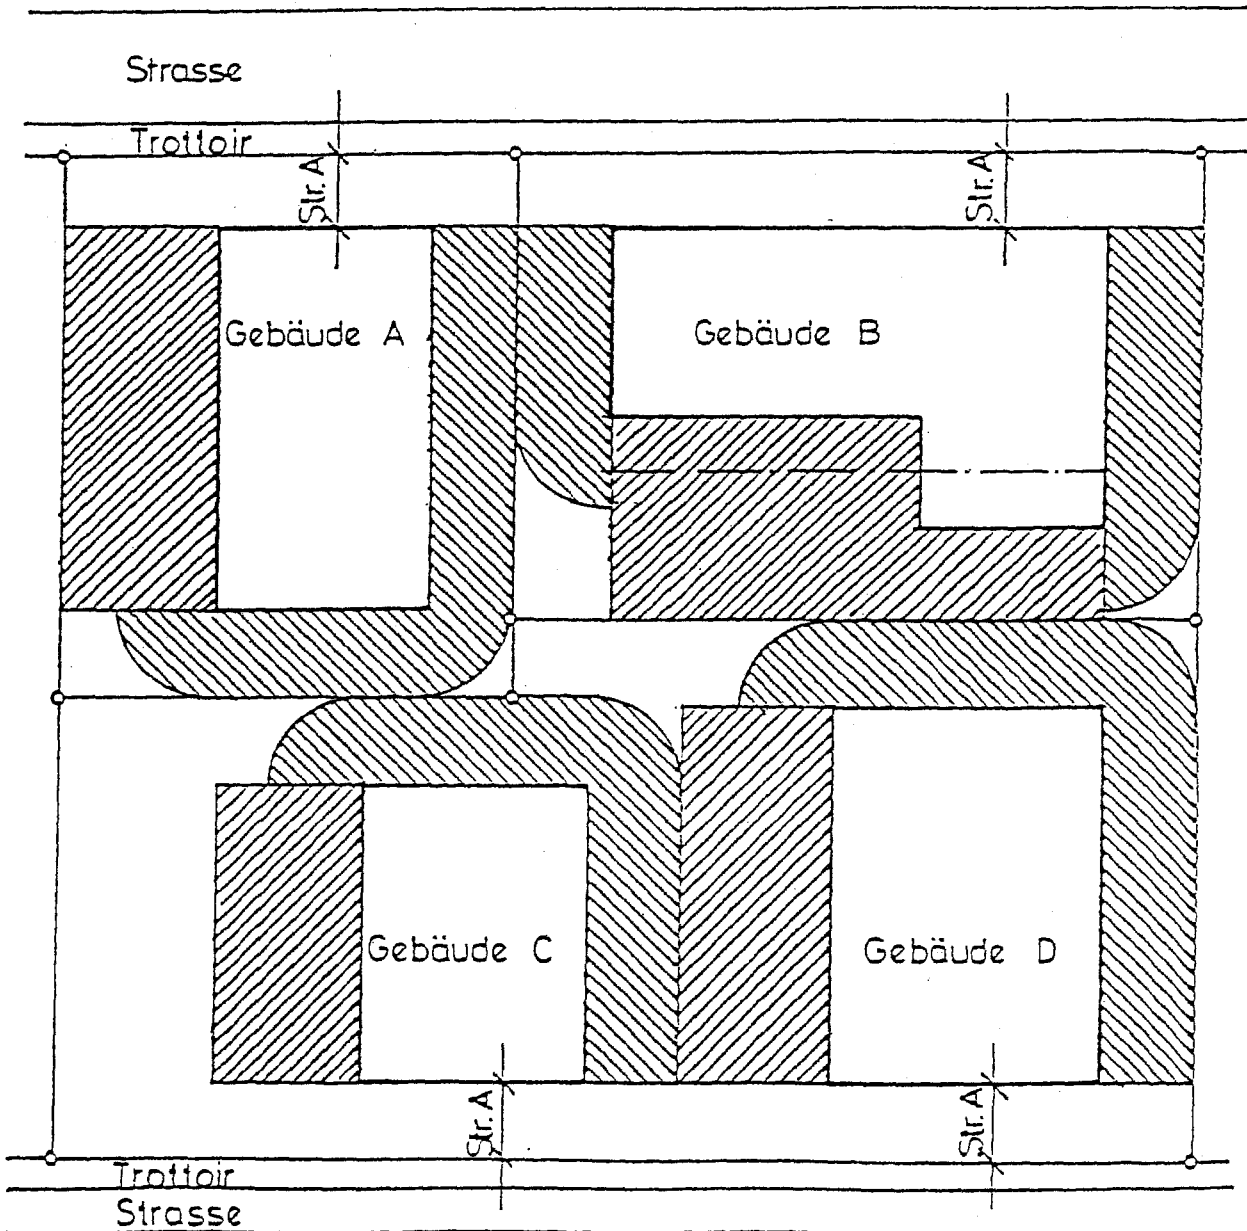 Strasse
Trottoir
Str. A
Str. A
Gebäude A
Gebäude B
Gebäude C
Gebäude D
Str. A
Str. A
Trottoir
Strasse